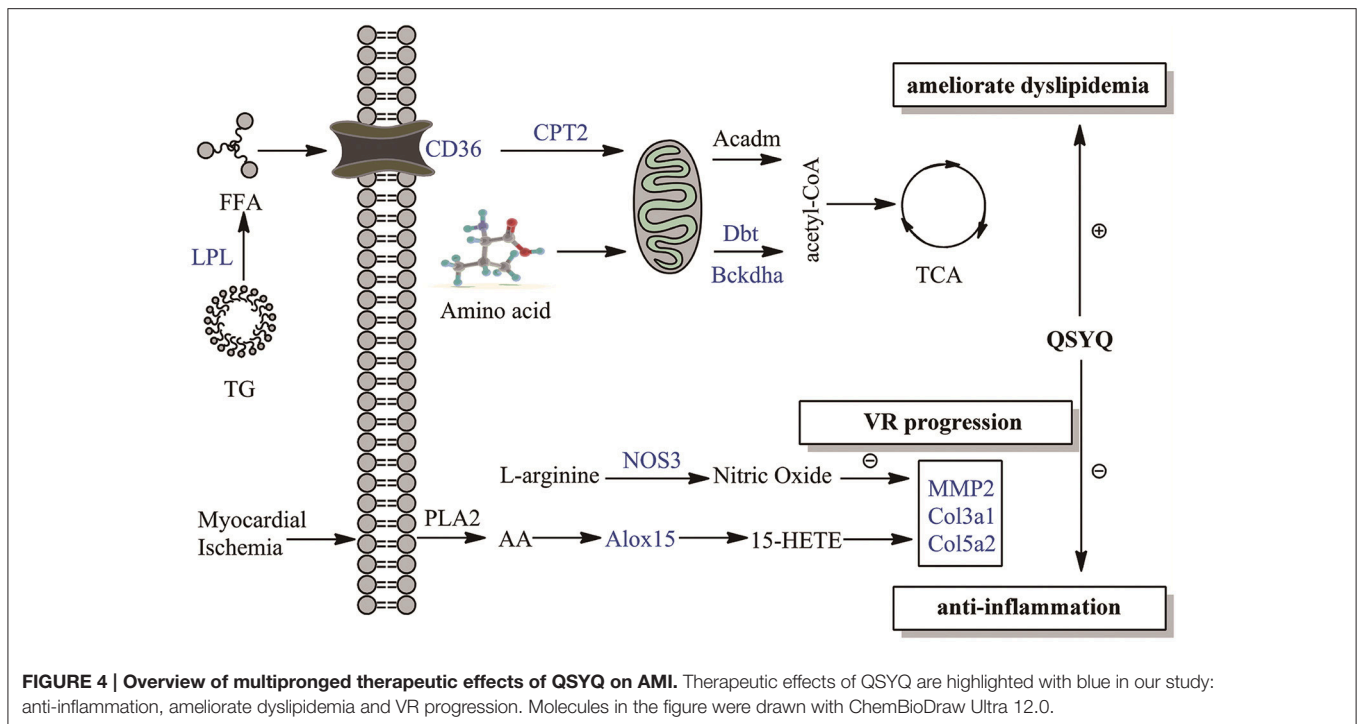 ameliorate dyslipidemia
CPT2
Acadm
CD36
FFA
acetyl-CoA
Dbt
LPL
Bckdha
TCA
Amino acid
QSYQ
TG
VR progression
L-arginine
NOS3
Nitric Oxide
MMP2
Col3a1
Col5a2
Myocardial
Ischemia
PLA2
AA
Alox15
15-HETE
anti-inflammation
FIGURE 4 | Overview of multipronged therapeutic effects of QSYQ on AMI. Therapeutic effects of QSYQ are highlighted with blue in our study:
anti-inflammation, ameliorate dyslipidemia and VR progression. Molecules in the figure were drawn with ChemBioDraw Ultra 12.0.